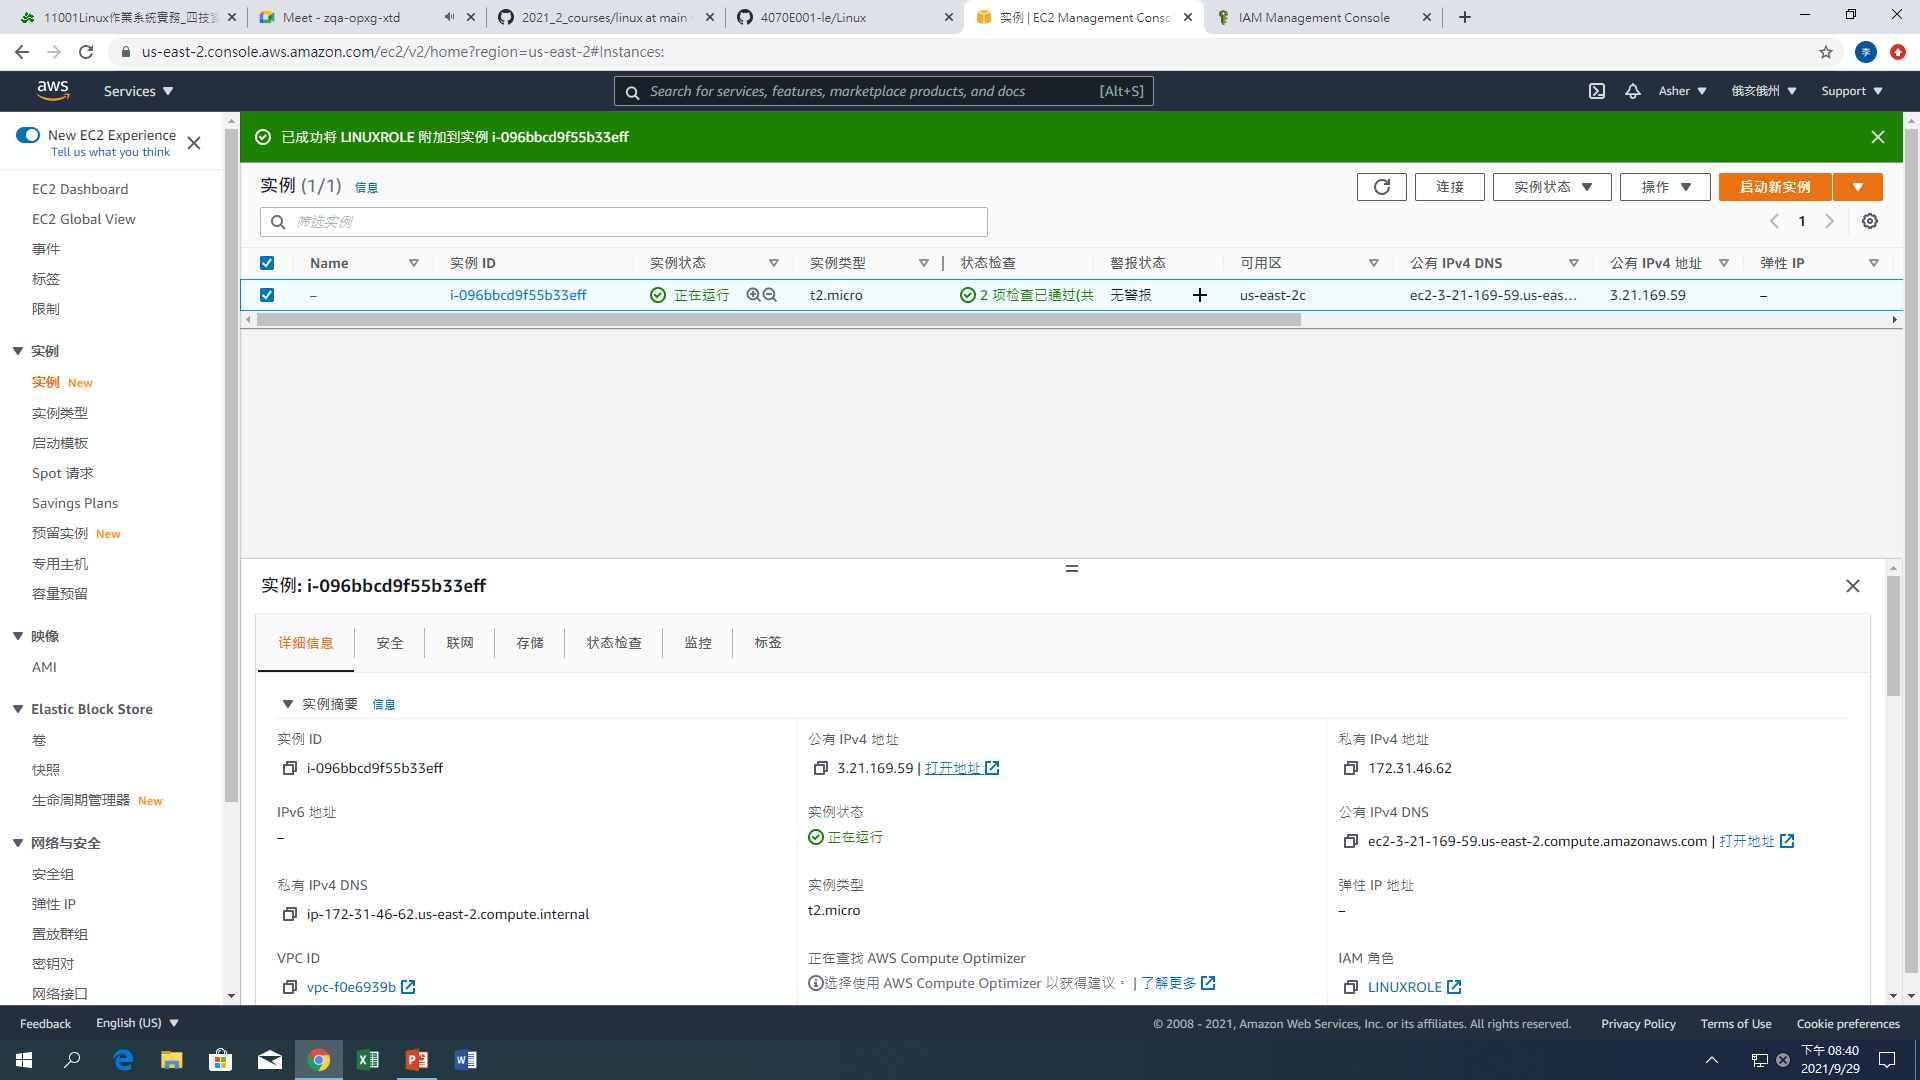 11001Linux作業系統實務_四技資
Meet - zqa-opxg-xtd
2021_2_courses/linux at main
4070E001-le/Linux
实例 | EC2 Management Conso
IAM Management Console
us-east-2.console.aws.amazon.com/ec2/v2/home?region=us-east-2#Instances:
李
aws
Services
Search for services, features, marketplace products, and docs
[Alt+S]
Asher
俄亥俄州
Support
New EC2 Experience
Tell us what you think
EC2 Dashboard
EC2 Global View
事件
标签
限制
实例
实例 New
实例类型
启动模板
Spot 请求
Savings Plans
预留实例 New
专用主机
容量预留
映像
AMI
Elastic Block Store
卷
快照
生命周期管理器 New
网络与安全
安全组
弹性 IP
置放群组
密钥对
网络接口
已成功将 LINUXROLE 附加到实例 i-096bbcd9f55b33eff
实例 (1/1) 信息
连接
实例状态
操作
启动新实例
筛选实例
1
Name
实例 ID
实例状态
实例类型
状态检查
警报状态
可用区
公有 IPv4 DNS
公有 IPv4 地址
弹性 IP
–
i-096bbcd9f55b33eff
正在运行
t2.micro
2 项检查已通过(共
无警报
us-east-2c
ec2-3-21-169-59.us-eas...
3.21.169.59
–
实例: i-096bbcd9f55b33eff
详细信息
安全
联网
存储
状态检查
监控
标签
实例摘要 信息
实例 ID
i-096bbcd9f55b33eff
公有 IPv4 地址
3.21.169.59 | 打开地址
私有 IPv4 地址
172.31.46.62
IPv6 地址
–
实例状态
正在运行
公有 IPv4 DNS
ec2-3-21-169-59.us-east-2.compute.amazonaws.com | 打开地址
私有 IPv4 DNS
ip-172-31-46-62.us-east-2.compute.internal
实例类型
t2.micro
弹性 IP 地址
–
VPC ID
vpc-f0e6939b
正在查找 AWS Compute Optimizer
选择使用 AWS Compute Optimizer 以获得建议。 | 了解更多
IAM 角色
LINUXROLE
Feedback
English (US)
© 2008 - 2021, Amazon Web Services, Inc. or its affiliates. All rights reserved.
Privacy Policy
Terms of Use
Cookie preferences
下午 08:40
2021/9/29